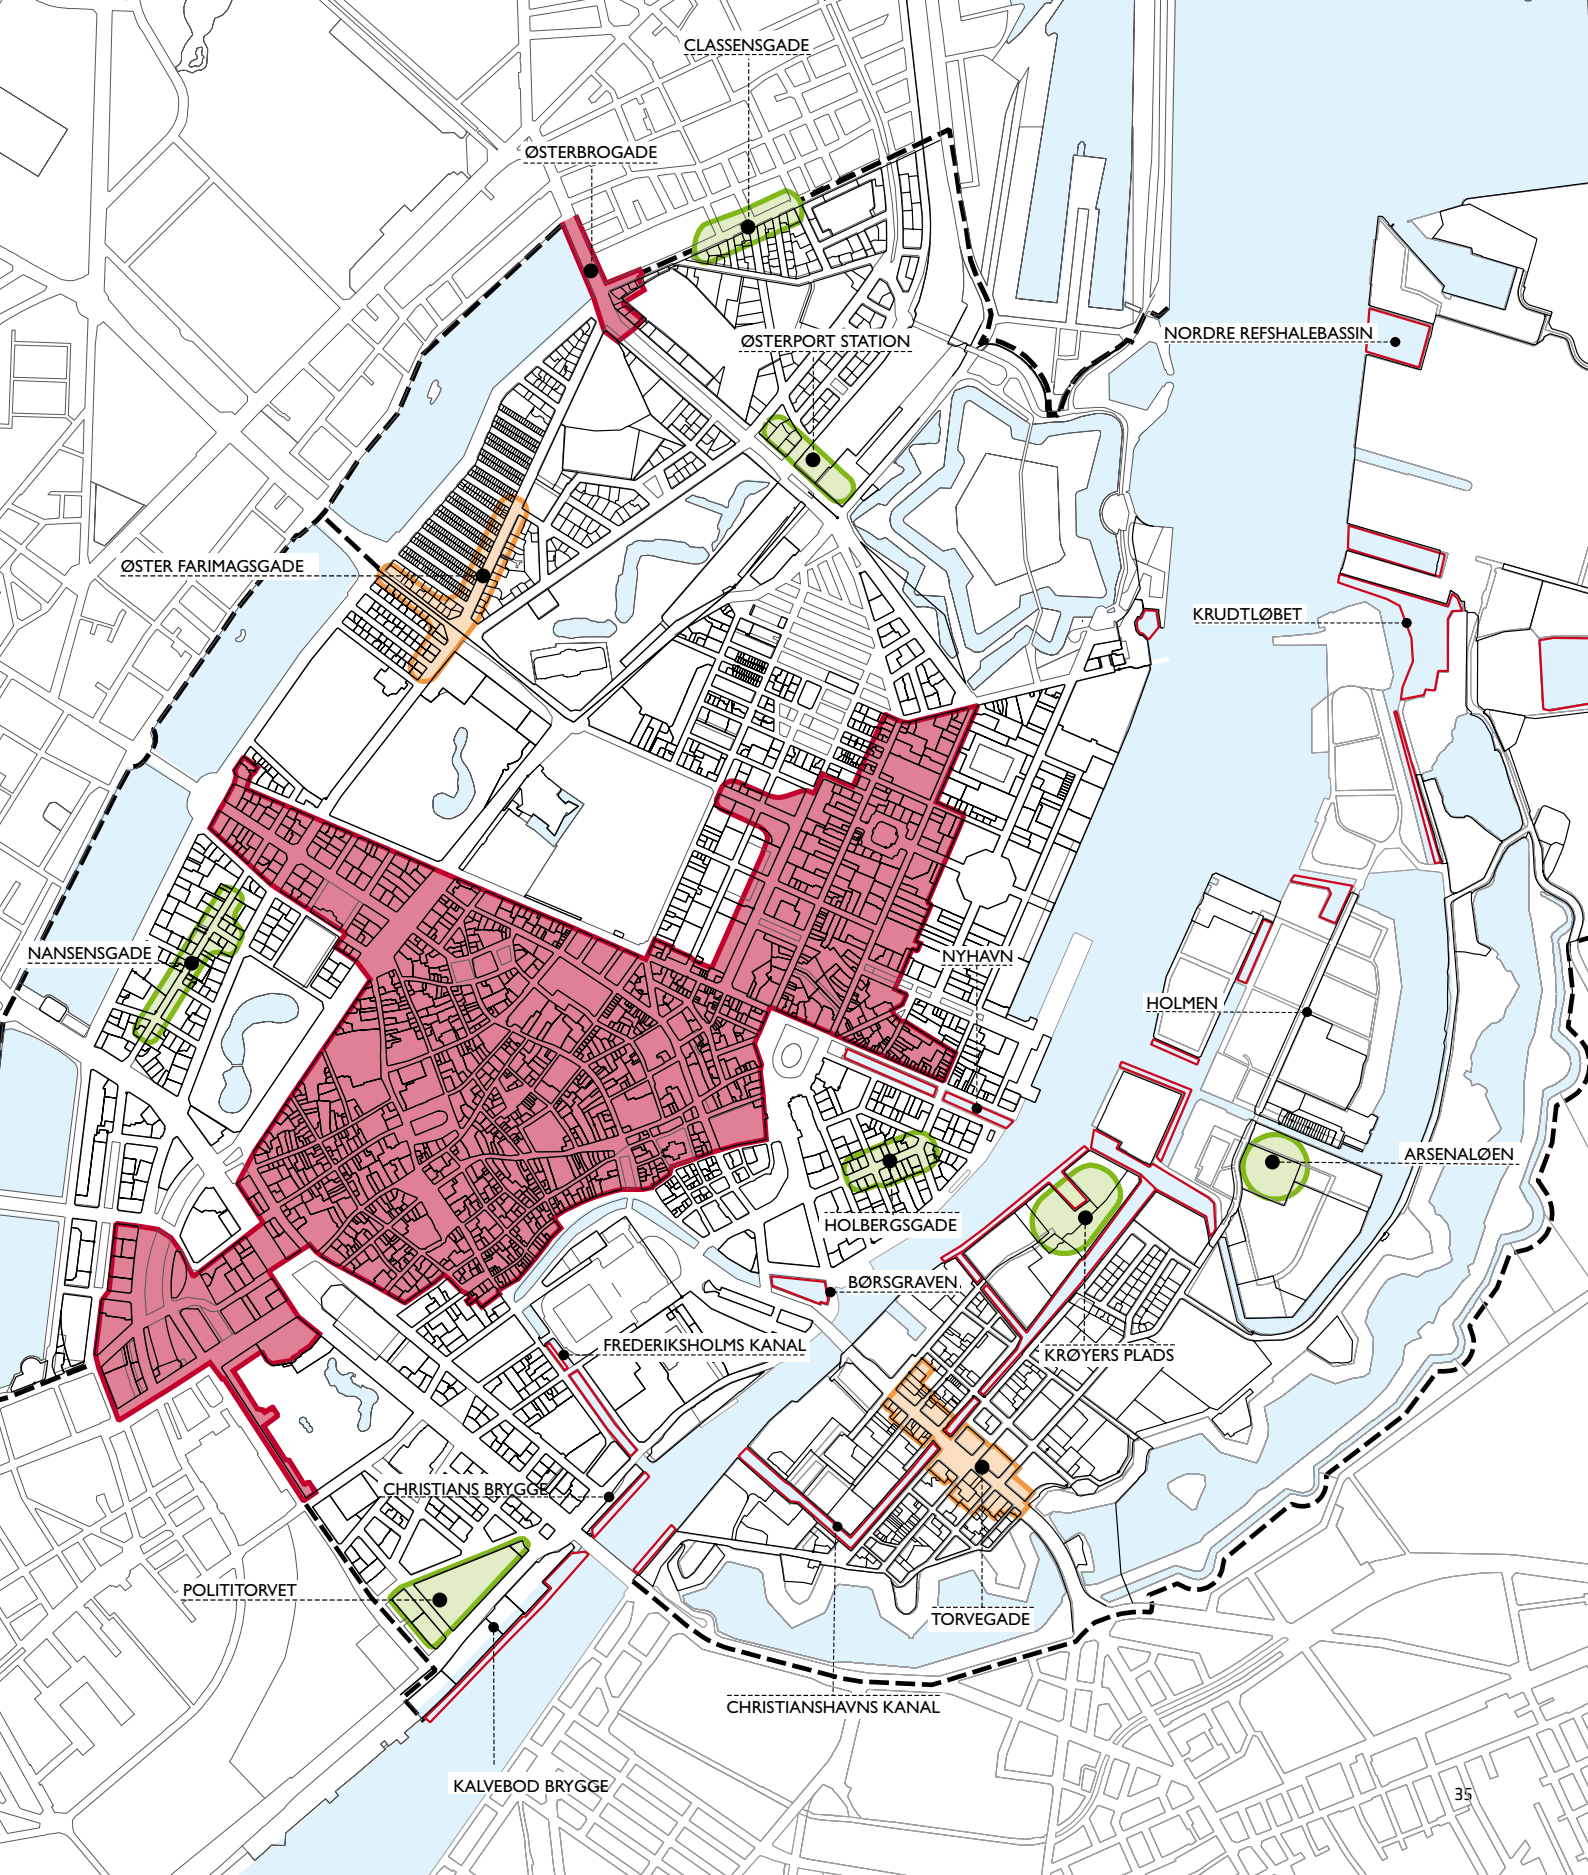 CLASSENSGADE
ØSTERBROGADE
NORDRE REFSHALEBASSIN
ØSTERPORT STATION
ØSTER FARIMAGSGADE
KRUDTLØBET
NANSENSGADE
NYHAVN
HOLMEN
ARSENALØEN
HOLBERGSGADE
BØRSGRAVEN
FREDERIKSHOLMS KANAL
KRØYERS PLADS
CHRISTIANS BRYGGE
POLITITORVET
TORVEGADE
CHRISTIANSHAVNS KANAL
KALVEBOD BRYGGE
35